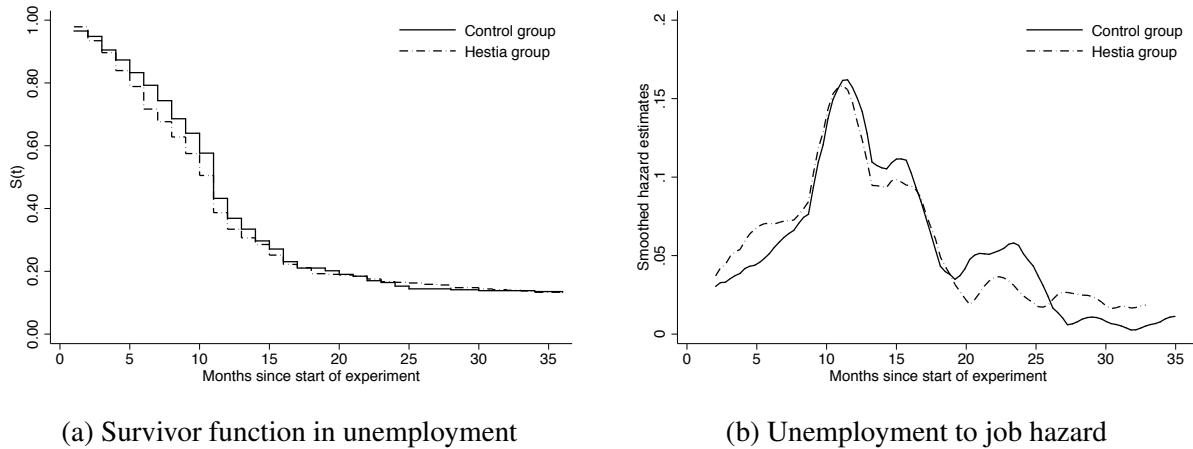 1.00
0.80
0.60
0.40
0.20
0.00
S(t)
Control group
Hestia group
0 5 10 15 20 25 30 35
Months since start of experiment
(a) Survivor function in unemployment
.2
.15
.1
.05
0
Smoothed hazard estimates
Control group
Hestia group
0 5 10 15 20 25 30 35
Months since start of experiment
(b) Unemployment to job hazard